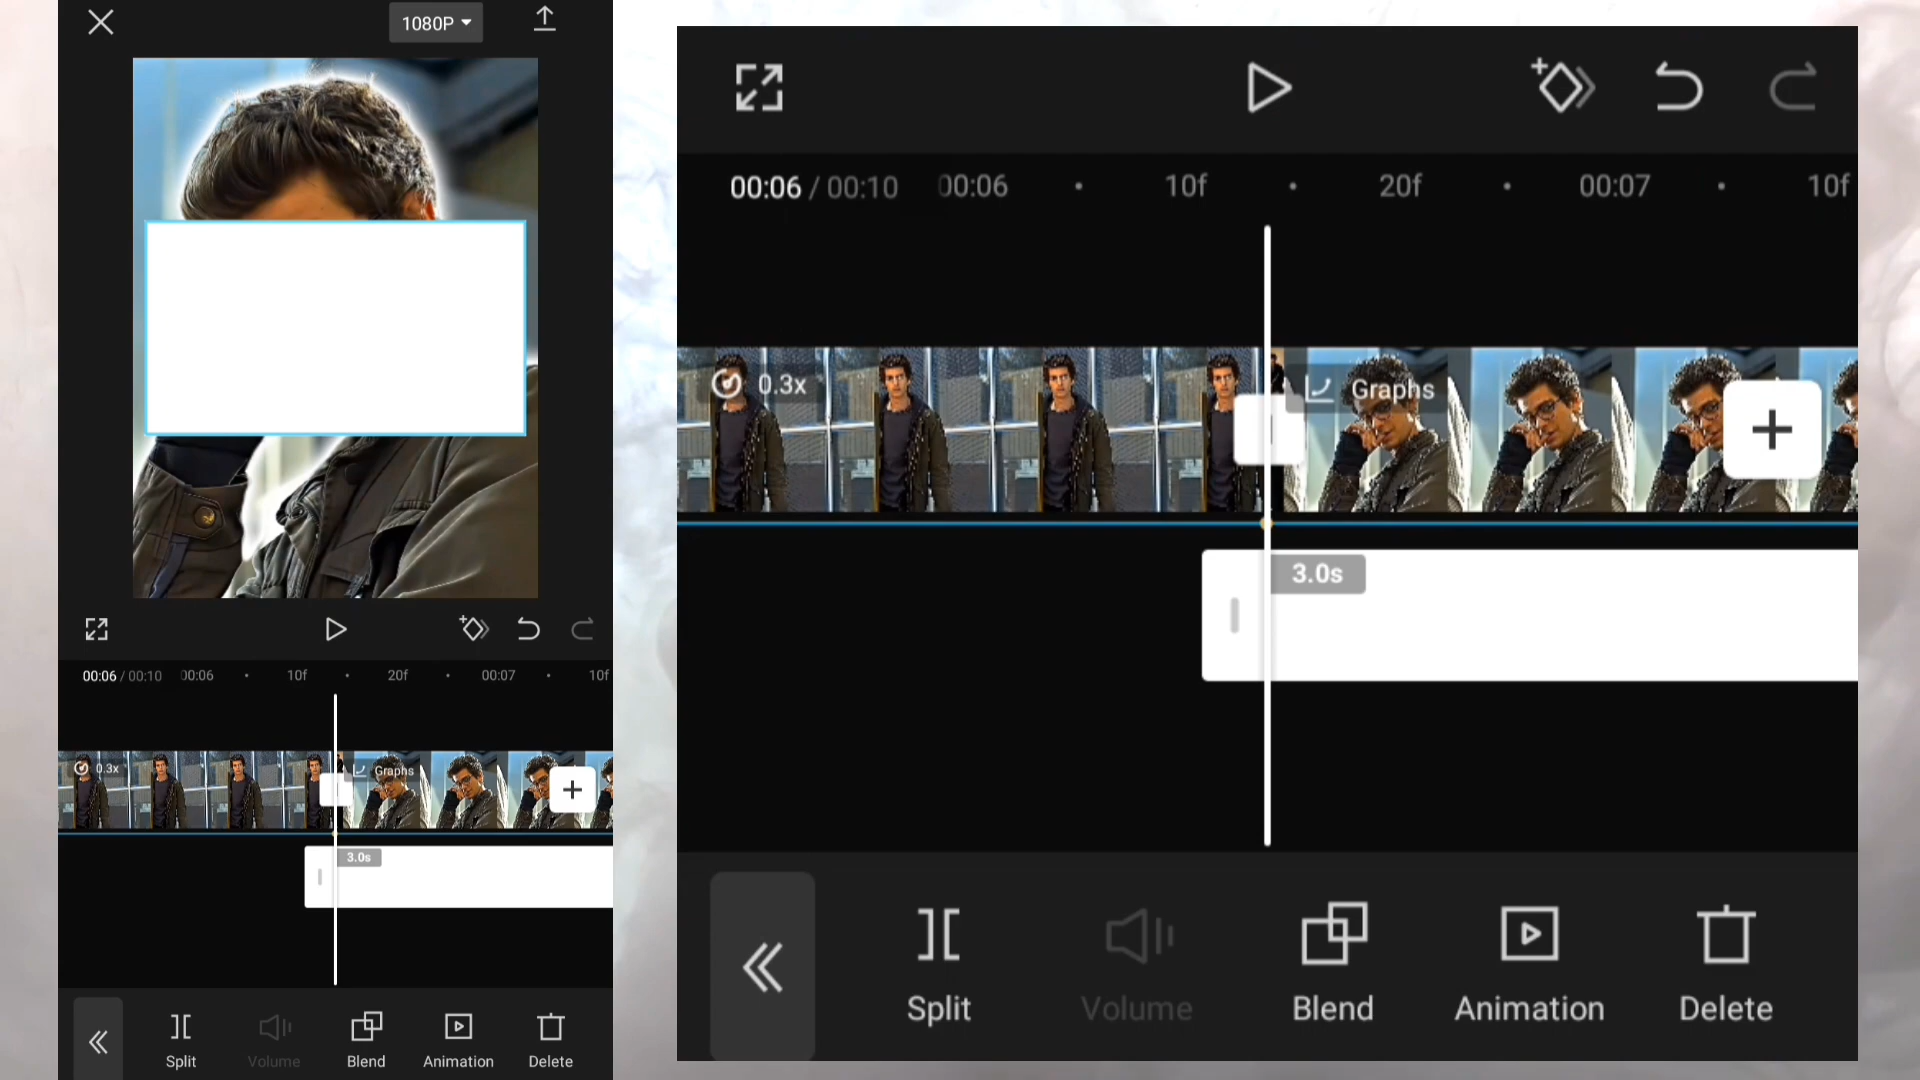 1080P
00:06 / 00:10 00:06 10f 20f 00:07 10f
0.3x Graphs
3.0s
Split Volume Blend Animation Delete
00:06 / 00:10 00:06 10f 20f 00:07 10f
0.3x Graphs
3.0s
Split Volume Blend Animation Delete